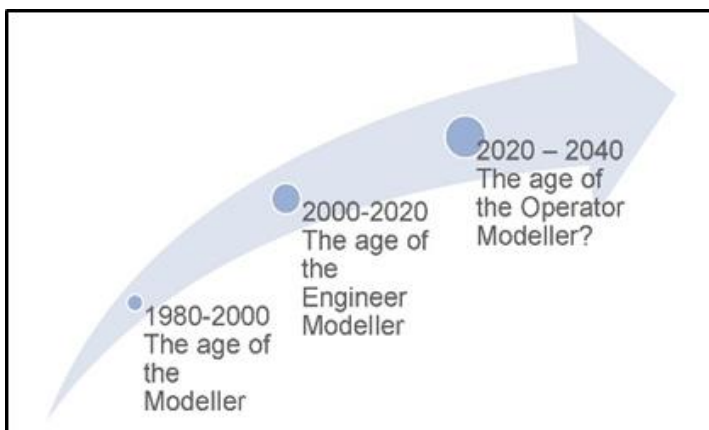 1980-2000
The age of
the
Modeller
2000-2020
The age of
the
Engineer
Modeller
2020 – 2040
The age of
the Operator
Modeller?